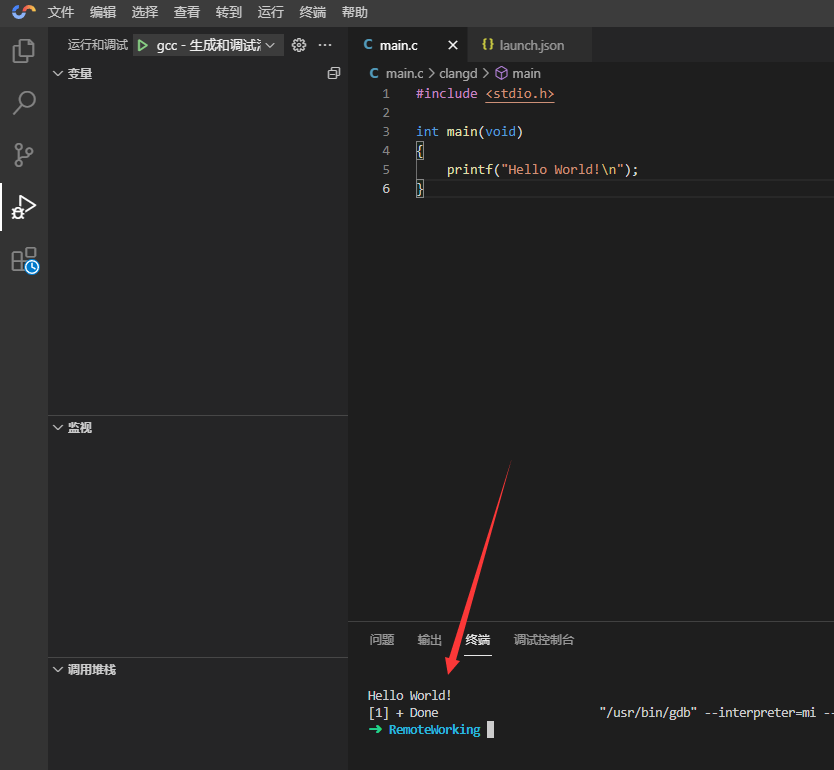 文件 编辑 选择 查看 转到 运行 终端 帮助
运行和调试 gcc - 生成和调试
变量
监视
调用堆栈
C main.c {} launch.json
C main.c > clangd > main
1 #include <stdio.h>
2
3 int main(void)
4 {
5 printf("Hello World!\n");
6 }
问题 输出 终端 调试控制台
Hello World!
[1] + Done "/usr/bin/gdb" --interpreter=mi --
→ RemoteWorking